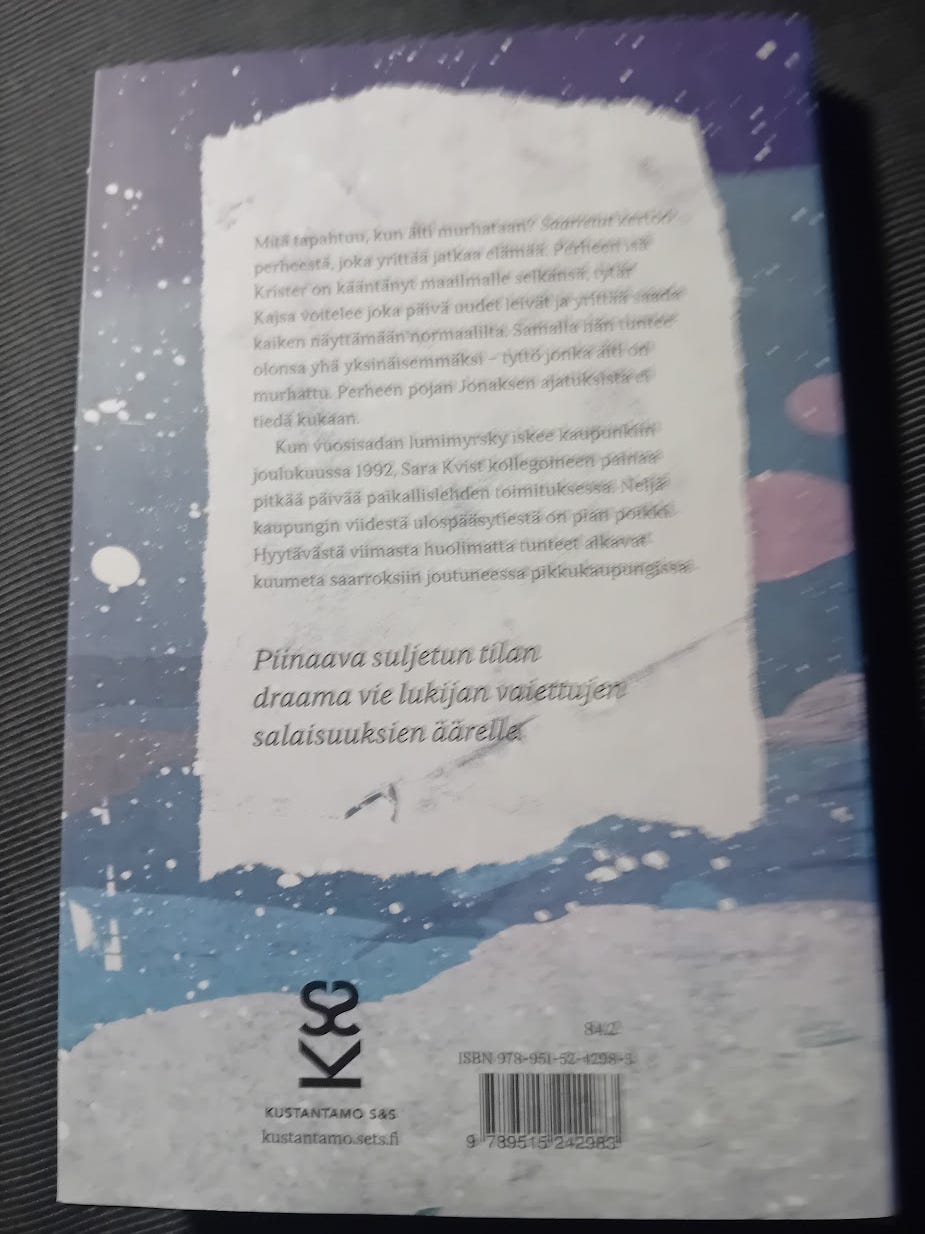 Mitä tapahtuu, kun äiti murhataan? Saarretut kertoo
perheestä, joka yrittää jatkaa elämää. Perheen isä
Krister on kääntänyt maailmalle selkänsä, tytär
Kajsa voitelee joka päivä uudet leivät ja yrittää saada
kaiken näyttämään normaalilta. Samalla hän tuntee
olonsa yhä yksinäisemmäksi – tyttö jonka äiti on
murhattu. Perheen pojan Jonaksen ajatuksista ei
tiedä kukaan.
Kun vuosisadan lumimyrsky iskee kaupunkiin
joulukuussa 1992, Sara Kvist kollegoineen painaa
pitkää päivää paikallislehden toimituksessa. Neljä
kaupungin viidestä ulospääsytiestä on pian poikki.
Hyytävästä viimasta huolimatta tunteet alkavat
kuumeta saarroksiin joutuneessa pikkukaupungissa.
Piinaava suljetun tilan
draama vie lukijan vaiettujen
salaisuuksien äärelle
K&S
KUSTANTAMO S&S
kustantamo.sets.fi
84.2
ISBN 978-951-52-4298-3
9 789515 242983